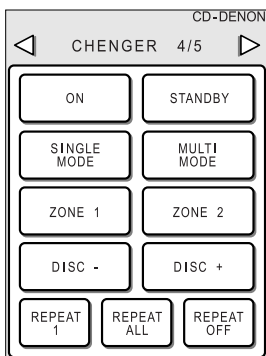 CD-DENON
CHENGER 4/5
ON
STANDBY
SINGLE
MODE
MULTI
MODE
ZONE 1
ZONE 2
DISC -
DISC +
REPEAT
1
REPEAT
ALL
REPEAT
OFF